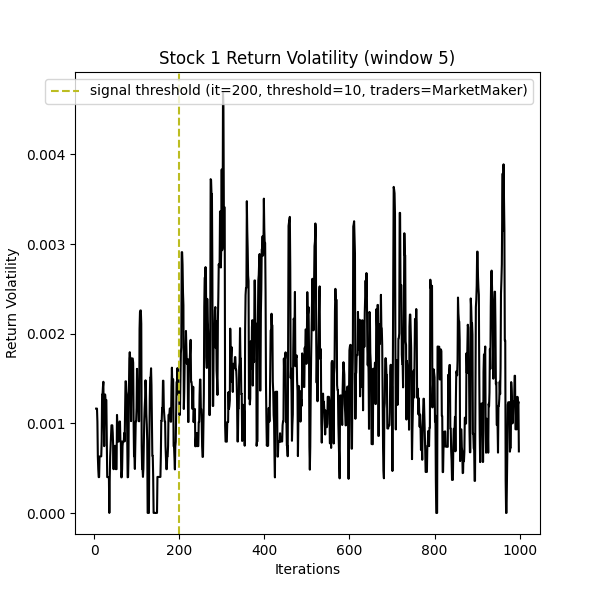 Stock 1 Return Volatility (window 5)
signal threshold (it=200, threshold=10, traders=MarketMaker)
0.004
0.003
0.002
0.001
0.000
Return Volatility
0
200
400
600
800
1000
Iterations